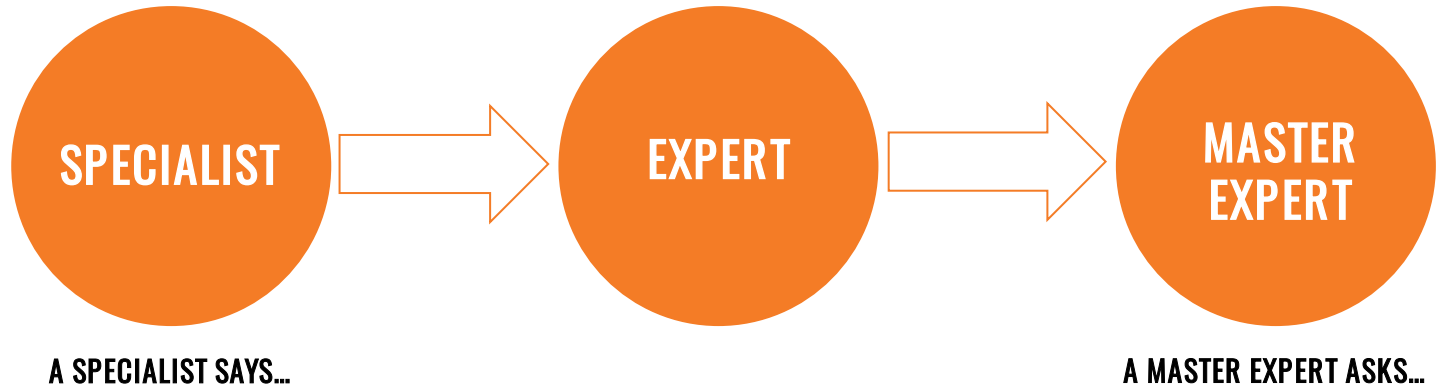 SPECIALIST
EXPERT
MASTER
EXPERT
A SPECIALIST SAYS...
A MASTER EXPERT ASKS...